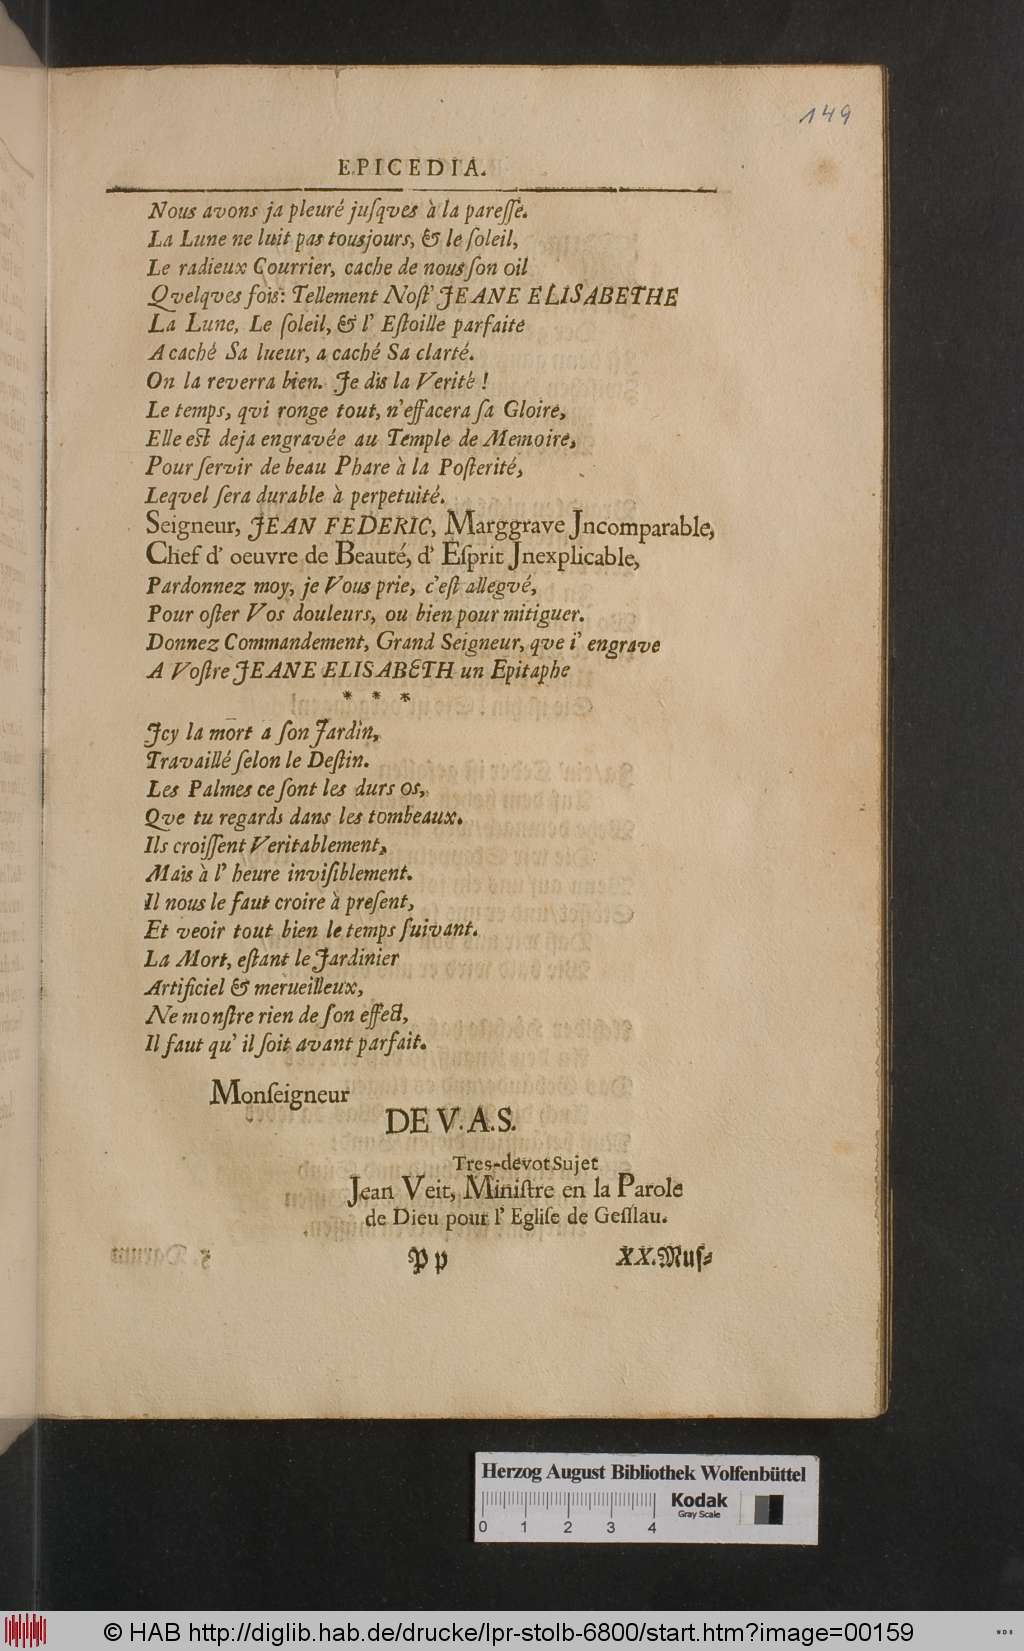 149
EPICEDIA.
Nous avons ja pleuré juſqves à la pareſſe.
La Lune ne luit pas tousjours, & le ſoleil,
Le radieux Courrier, cache de nous ſon oil
Qvelqves fois: Tellement Noſt' JEANE ELISABETHE
La Lune, Le ſoleil, & l' Eſtoille parfaite
A caché Sa lueur, a caché Sa clarté.
On la reverra bien. Je dis la Verité !
Le temps, qvi ronge tout, n'effacera ſa Gloire,
Elle eſt deja engravée au Temple de Memoire,
Pour ſervir de beau Phare à la Poſterité,
Leqvel ſera durable à perpetuité.
Seigneur, JEAN FEDERIC, Marggrave Jncomparable,
Chef d' oeuvre de Beauté, d' Eſprit Jnexplicable,
Pardonnez moy, je Vous prie, c'eſt allegvé,
Pour oſter Vos douleurs, ou bien pour mitiguer.
Donnez Commandement, Grand Seigneur, qve i' engrave
A Voſtre JEANE ELISABETH un Epitaphe
* * *
Jcy la mort a ſon Jardin,
Travaillé ſelon le Deſtin.
Les Palmes ce ſont les durs os,
Qve tu regards dans les tombeaux.
Ils croiſſent Veritablement,
Mais à l' heure inviſiblement.
Il nous le faut croire à preſent,
Et veoir tout bien le temps ſuivant.
La Mort, eſtant le Jardinier
Artificiel & merueilleux,
Ne monſtre rien de ſon effect,
Il faut qu' il ſoit avant parfait.
Monſeigneur
DE V. A. S.
Tres-devot Sujet
Jean Veit, Miniſtre en la Parole
de Dieu pour l' Egliſe de Geſſlau.
Pp
XX. Muſ⸗
Herzog August Bibliothek Wolfenbüttel
Kodak
Gray Scale
0 1 2 3 4
© HAB http://diglib.hab.de/drucke/lpr-stolb-6800/start.htm?image=00159